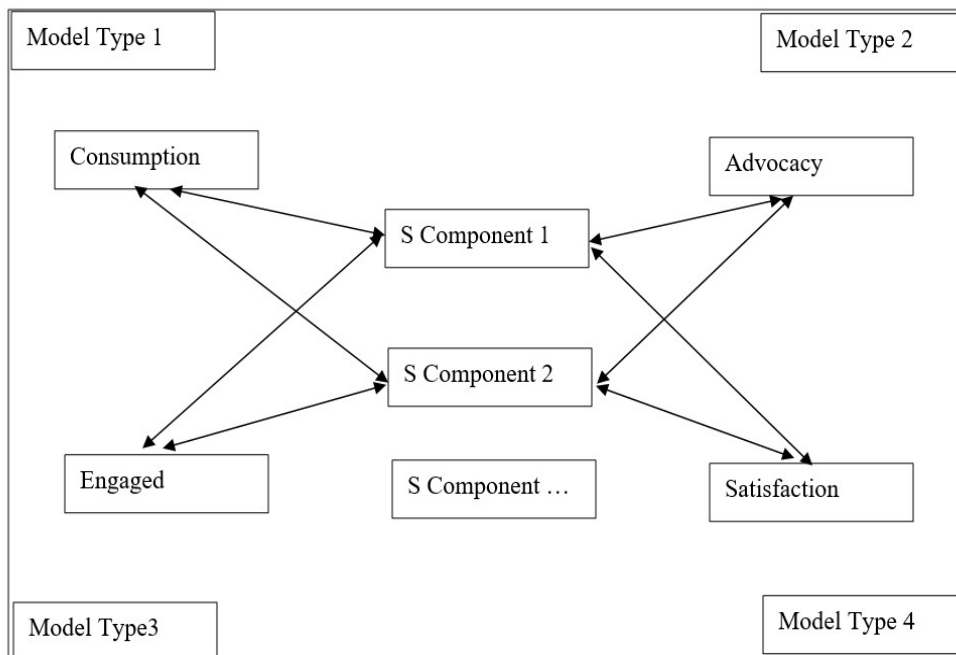 Model Type 1
Model Type 2
Consumption
Advocacy
S Component 1
S Component 2
Engaged
S Component …
Satisfaction
Model Type3
Model Type 4